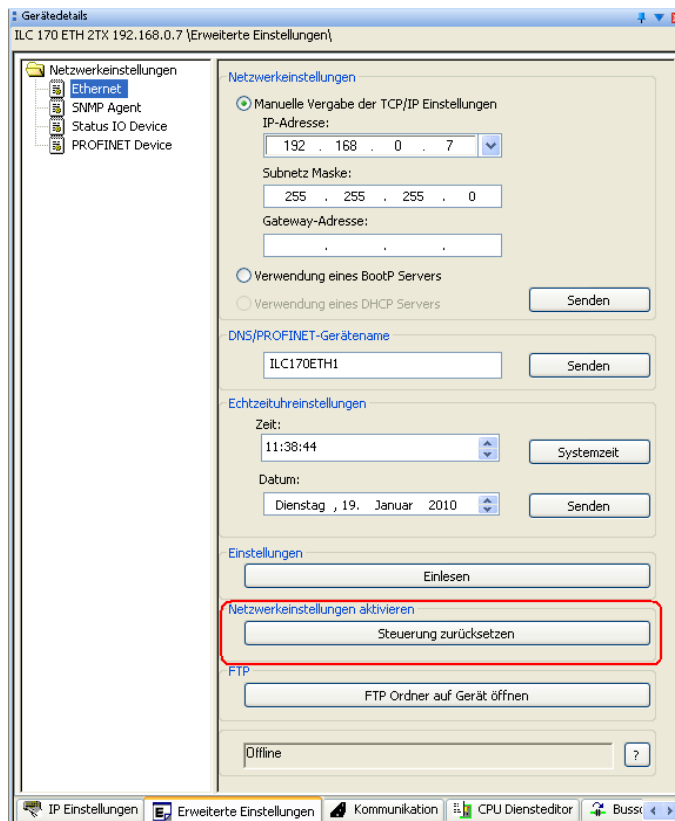 Gerätedetails
ILC 170 ETH 2TX 192.168.0.7 \Erweiterte Einstellungen\
Netzwerkeinstellungen
Ethernet
SNMP Agent
Status IO Device
PROFINET Device
Netzwerkeinstellungen
Manuelle Vergabe der TCP/IP Einstellungen
IP-Adresse:
192 . 168 . 0 . 7
Subnetz Maske:
255 . 255 . 255 . 0
Gateway-Adresse:
. . .
Verwendung eines BootP Servers
Verwendung eines DHCP Servers
Senden
DNS/PROFINET-Gerätename
ILC170ETH1
Senden
Echtzeituhreinstellungen
Zeit:
11:38:44
Systemzeit
Datum:
Dienstag , 19. Januar 2010
Senden
Einstellungen
Einlesen
Netzwerkeinstellungen aktivieren
Steuerung zurücksetzen
FTP
FTP Ordner auf Gerät öffnen
Offline
?
IP Einstellungen
Erweiterte Einstellungen
Kommunikation
CPU Diensteditor